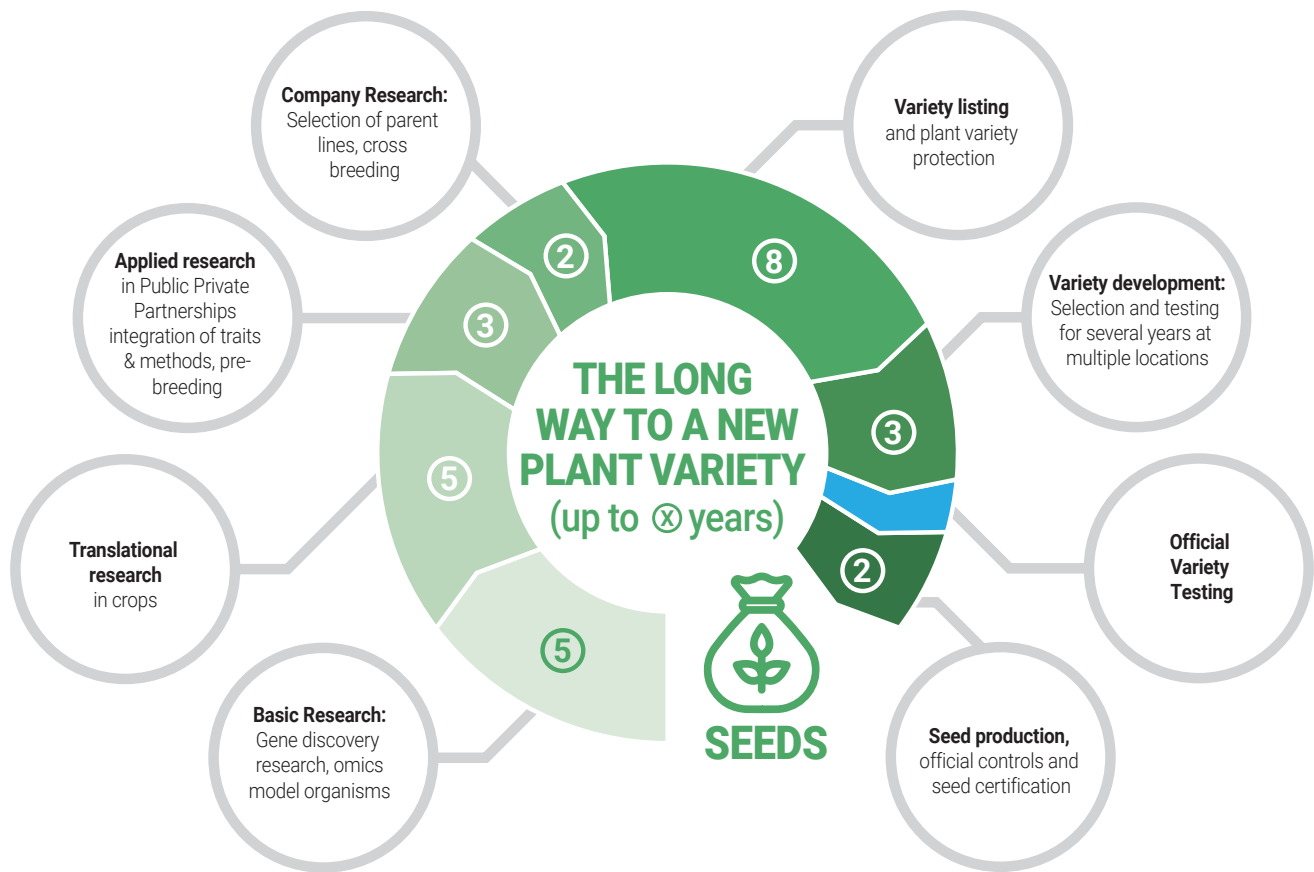 Company Research:
Selection of parent
lines, cross
breeding
Variety listing
and plant variety
protection
Applied research
in Public Private
Partnerships
integration of traits
& methods, pre-
breeding
Variety development:
Selection and testing
for several years at
multiple locations
2
8
3
3
5
2
5
THE LONG
WAY TO A NEW
PLANT VARIETY
(up to ⓧ years)
Translational
research
in crops
Official
Variety
Testing
Basic Research:
Gene discovery
research, omics
model organisms
SEEDS
Seed production,
official controls and
seed certification